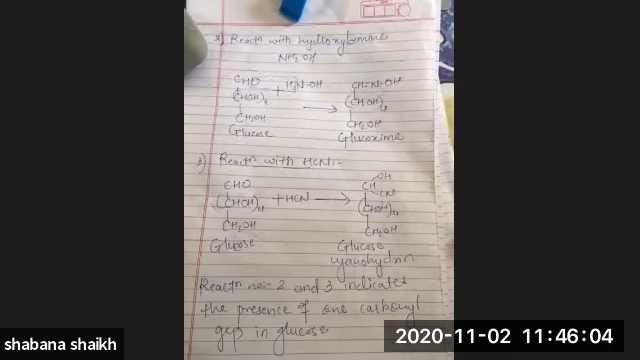 2) Reactn with hydroxylamine
NH2OH
CHO + H2N-OH → CH=N-OH
(CHOH)4 (CHOH)4
CH2OH CH2OH
Glucose Glucoxime
3) Reactn with HCN:-
CHO + HCN → CH OH CN
(CHOH)4 (CHOH)4
CH2OH CH2OH
Glucose Glucose
cyanohydrin
Reactn no:- 2 and 3 indicates
the presence of one carbonyl
grp in glucose
shabana shaikh
2020-11-02 11:46:04